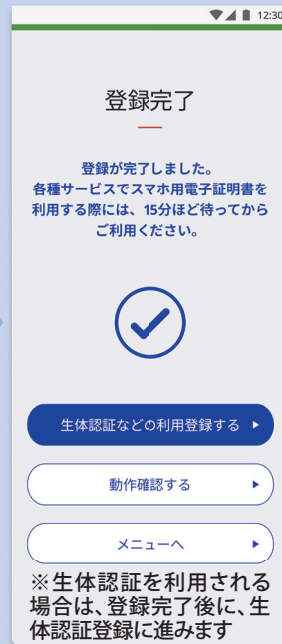 12:30
登録完了
登録が完了しました。
各種サービスでスマホ用電子証明書を
利用する際には、15分ほど待ってから
ご利用ください。
生体認証などの利用登録する
動作確認する
メニューへ
※生体認証を利用される
場合は、登録完了後に、生
体認証登録に進みます